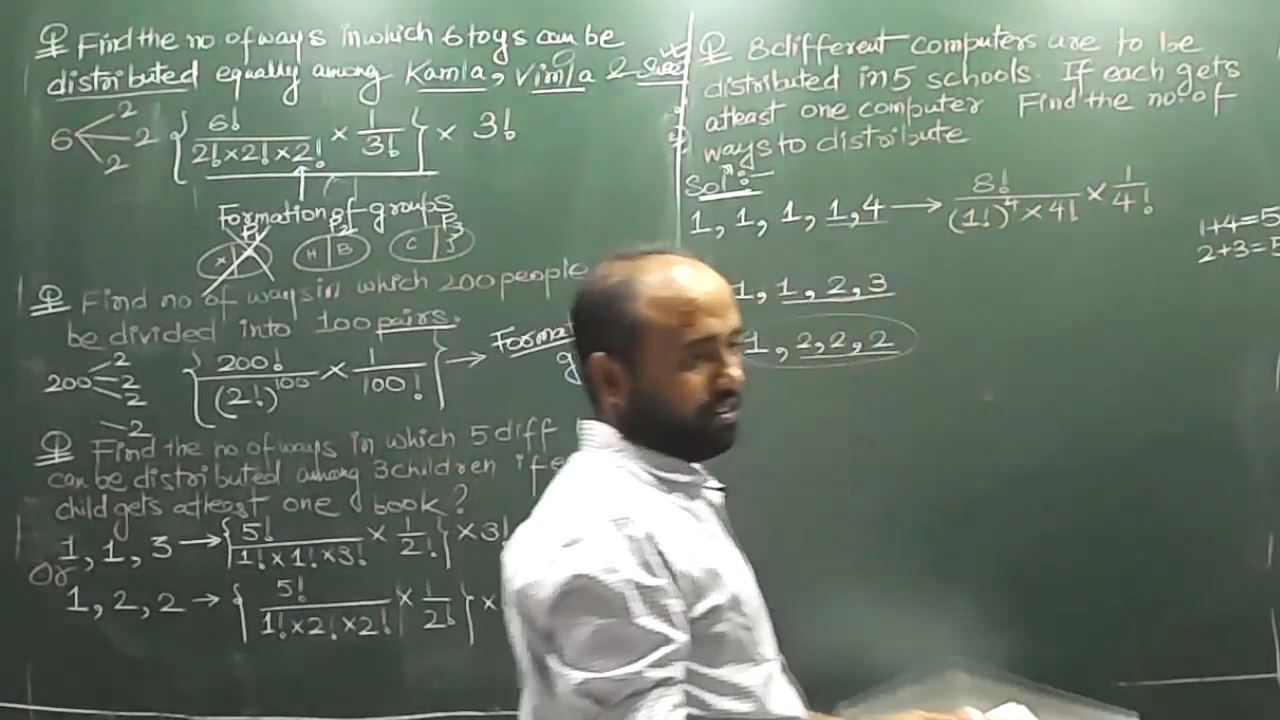 Q Find the no of ways in which 6 toys can be
distributed equally among Kamla, Vimla &
6 2 2 2 { 6! / 2! × 2! × 2! × 1 / 3! } × 3!
Formation of groups
H B C J
Q Find no of ways in which 200 people
be divided into 100 pairs.
200 2 2 2 2 { 200! / (2!)^100 × 1 / 100! } →
Q Find the no of ways in which 5 diff
can be distributed among 3 children if
child gets atleast one book?
1, 1, 3 → { 5! / 1! × 1! × 3! × 1 / 2! } × 3!
Or
1, 2, 2 → { 5! / 1! × 2! × 2! × 1 / 2! } ×
Q 8 different computers are to be
distributed in 5 schools. If each gets
atleast one computer Find the no. of
ways to distribute
Solⁿ:-
1, 1, 1, 1, 4 → 8! / (1!)^4 × 4! × 1 / 4!
1+4=5
2+3=5
1, 1, 2, 3
1, 2, 2, 2